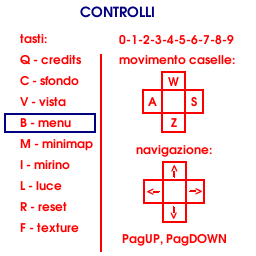 CONTROLLI
tasti:
Q - credits
C - sfondo
V - vista
B - menu
M - minimap
I - mirino
L - luce
R - reset
F - texture
0-1-2-3-4-5-6-7-8-9
movimento caselle:
W
A S
Z
navigazione:
^
<- ->
v
PagUP, PagDOWN